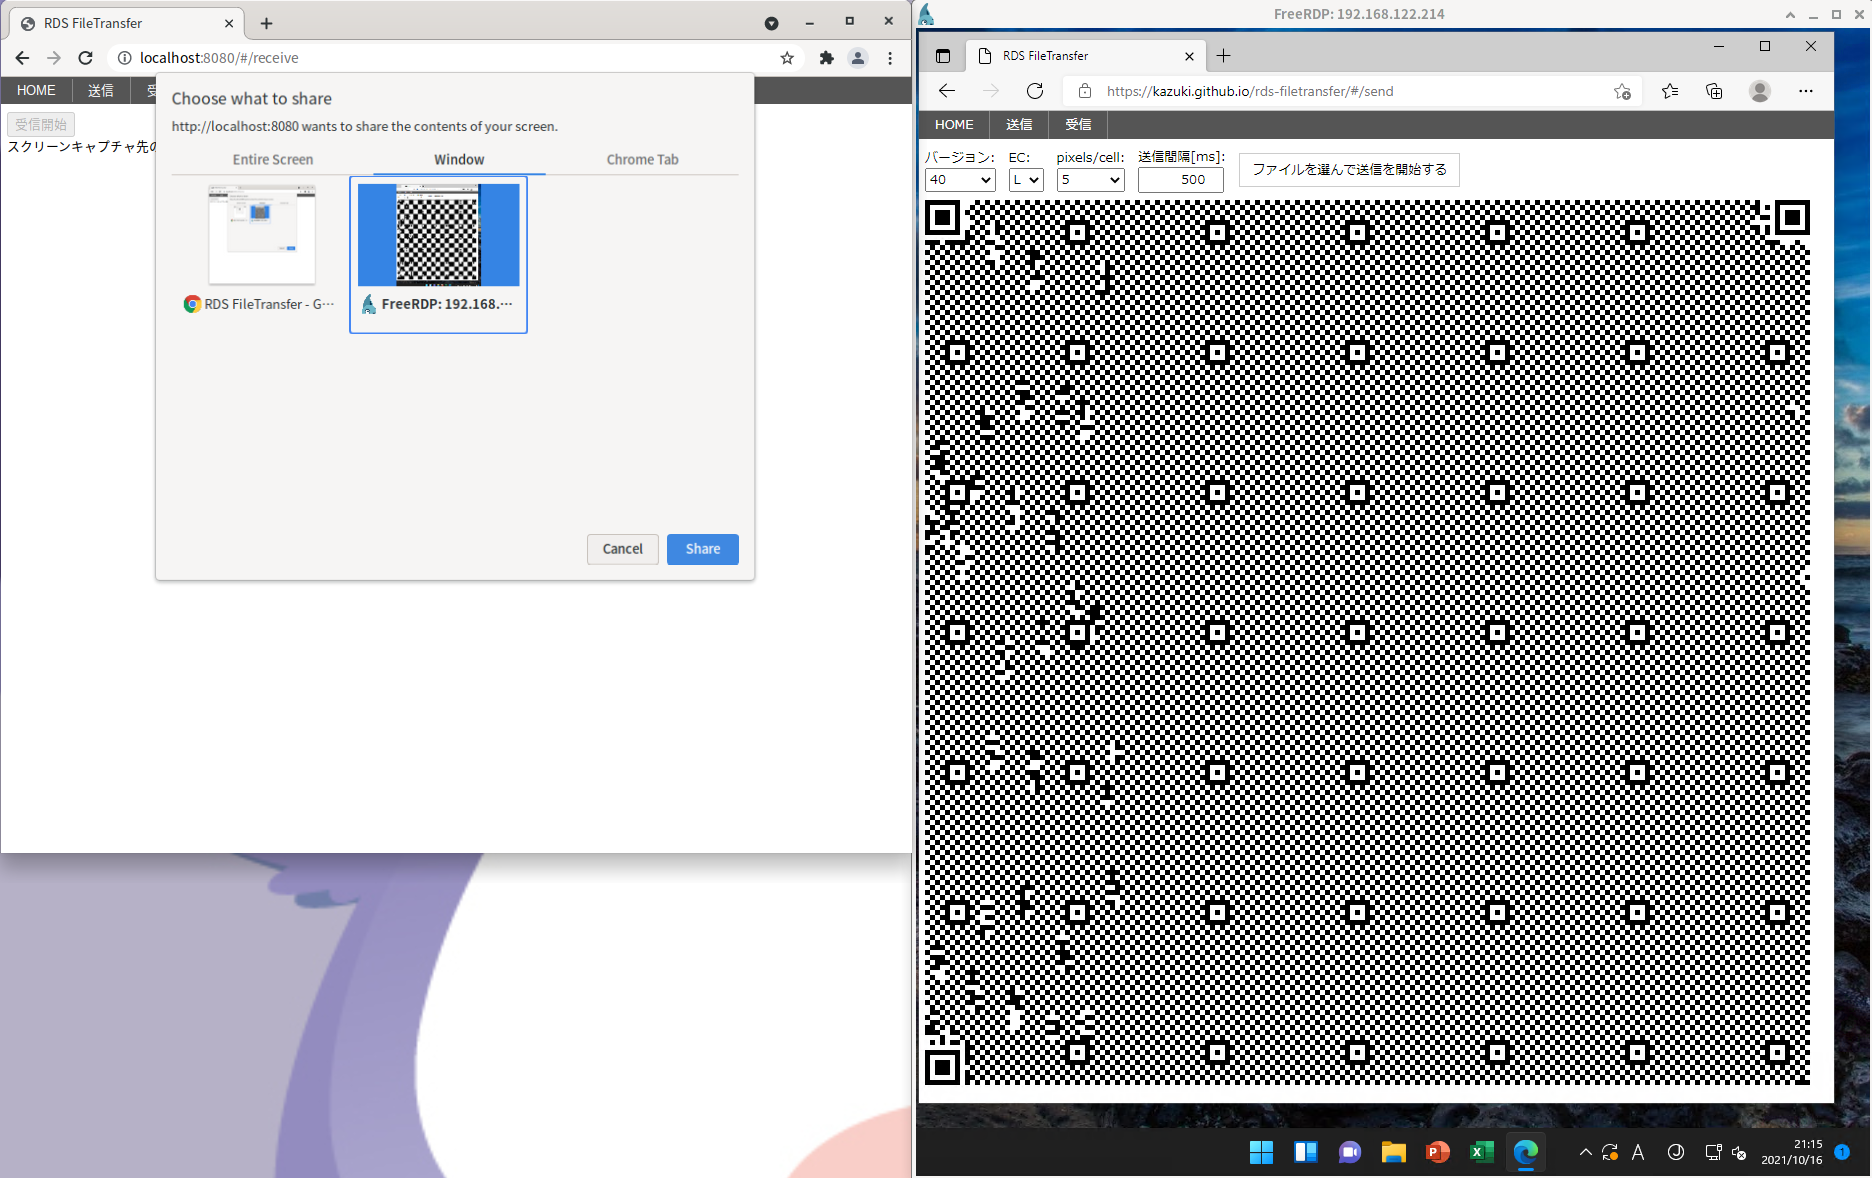 RDS FileTransfer
localhost:8080/#/receive
HOME
送信
受信開始
スクリーンキャプチャ先の
Choose what to share
http://localhost:8080 wants to share the contents of your screen.
Entire Screen
Window
Chrome Tab
RDS FileTransfer - G…
FreeRDP: 192.168.…
Cancel
Share
FreeRDP: 192.168.122.214
RDS FileTransfer
https://kazuki.github.io/rds-filetransfer/#/send
HOME
送信
受信
バージョン:
EC:
pixels/cell:
送信間隔[ms]:
40
L
5
500
ファイルを選んで送信を開始する
A
J
21:15
2021/10/16
1